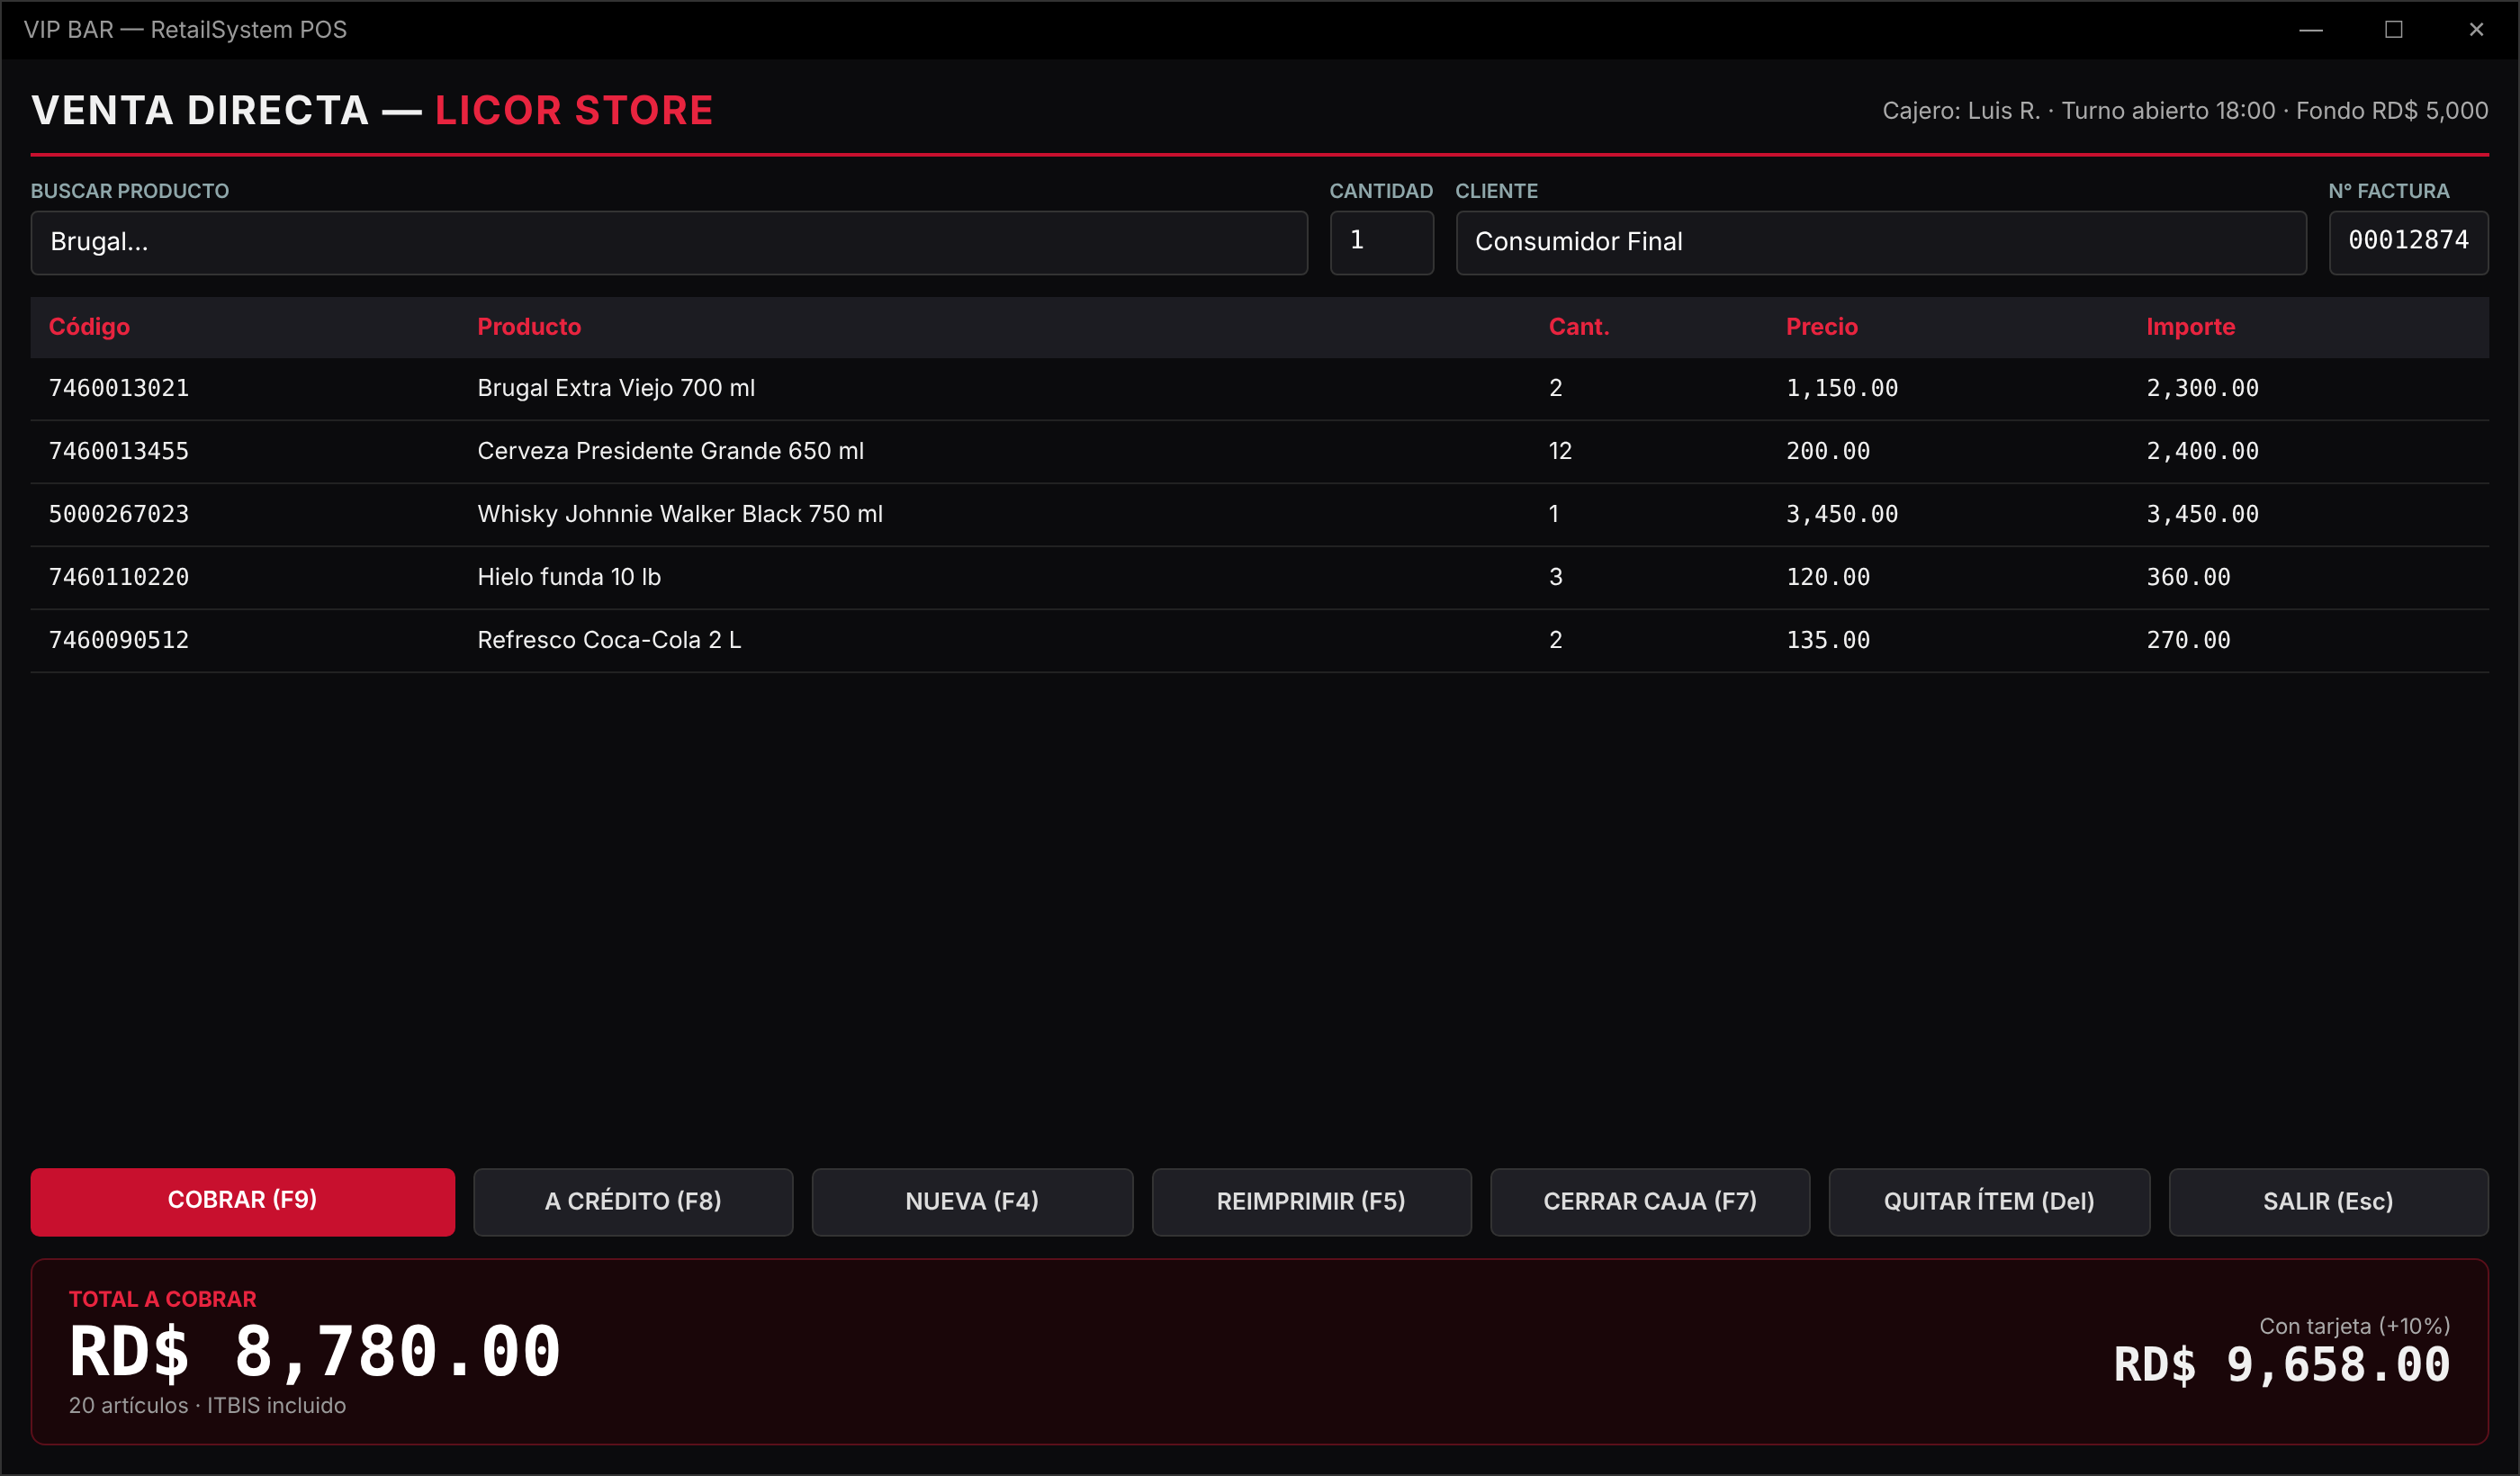 VIP BAR — RetailSystem POS
VENTA DIRECTA — LICOR STORE
Cajero: Luis R. · Turno abierto 18:00 · Fondo RD$ 5,000
BUSCAR PRODUCTO
Brugal...
CANTIDAD
1
CLIENTE
Consumidor Final
N° FACTURA
00012874
Código Producto Cant. Precio Importe
7460013021 Brugal Extra Viejo 700 ml 2 1,150.00 2,300.00
7460013455 Cerveza Presidente Grande 650 ml 12 200.00 2,400.00
5000267023 Whisky Johnnie Walker Black 750 ml 1 3,450.00 3,450.00
7460110220 Hielo funda 10 lb 3 120.00 360.00
7460090512 Refresco Coca-Cola 2 L 2 135.00 270.00
COBRAR (F9)
A CRÉDITO (F8)
NUEVA (F4)
REIMPRIMIR (F5)
CERRAR CAJA (F7)
QUITAR ÍTEM (Del)
SALIR (Esc)
TOTAL A COBRAR
RD$ 8,780.00
20 artículos · ITBIS incluido
Con tarjeta (+10%)
RD$ 9,658.00